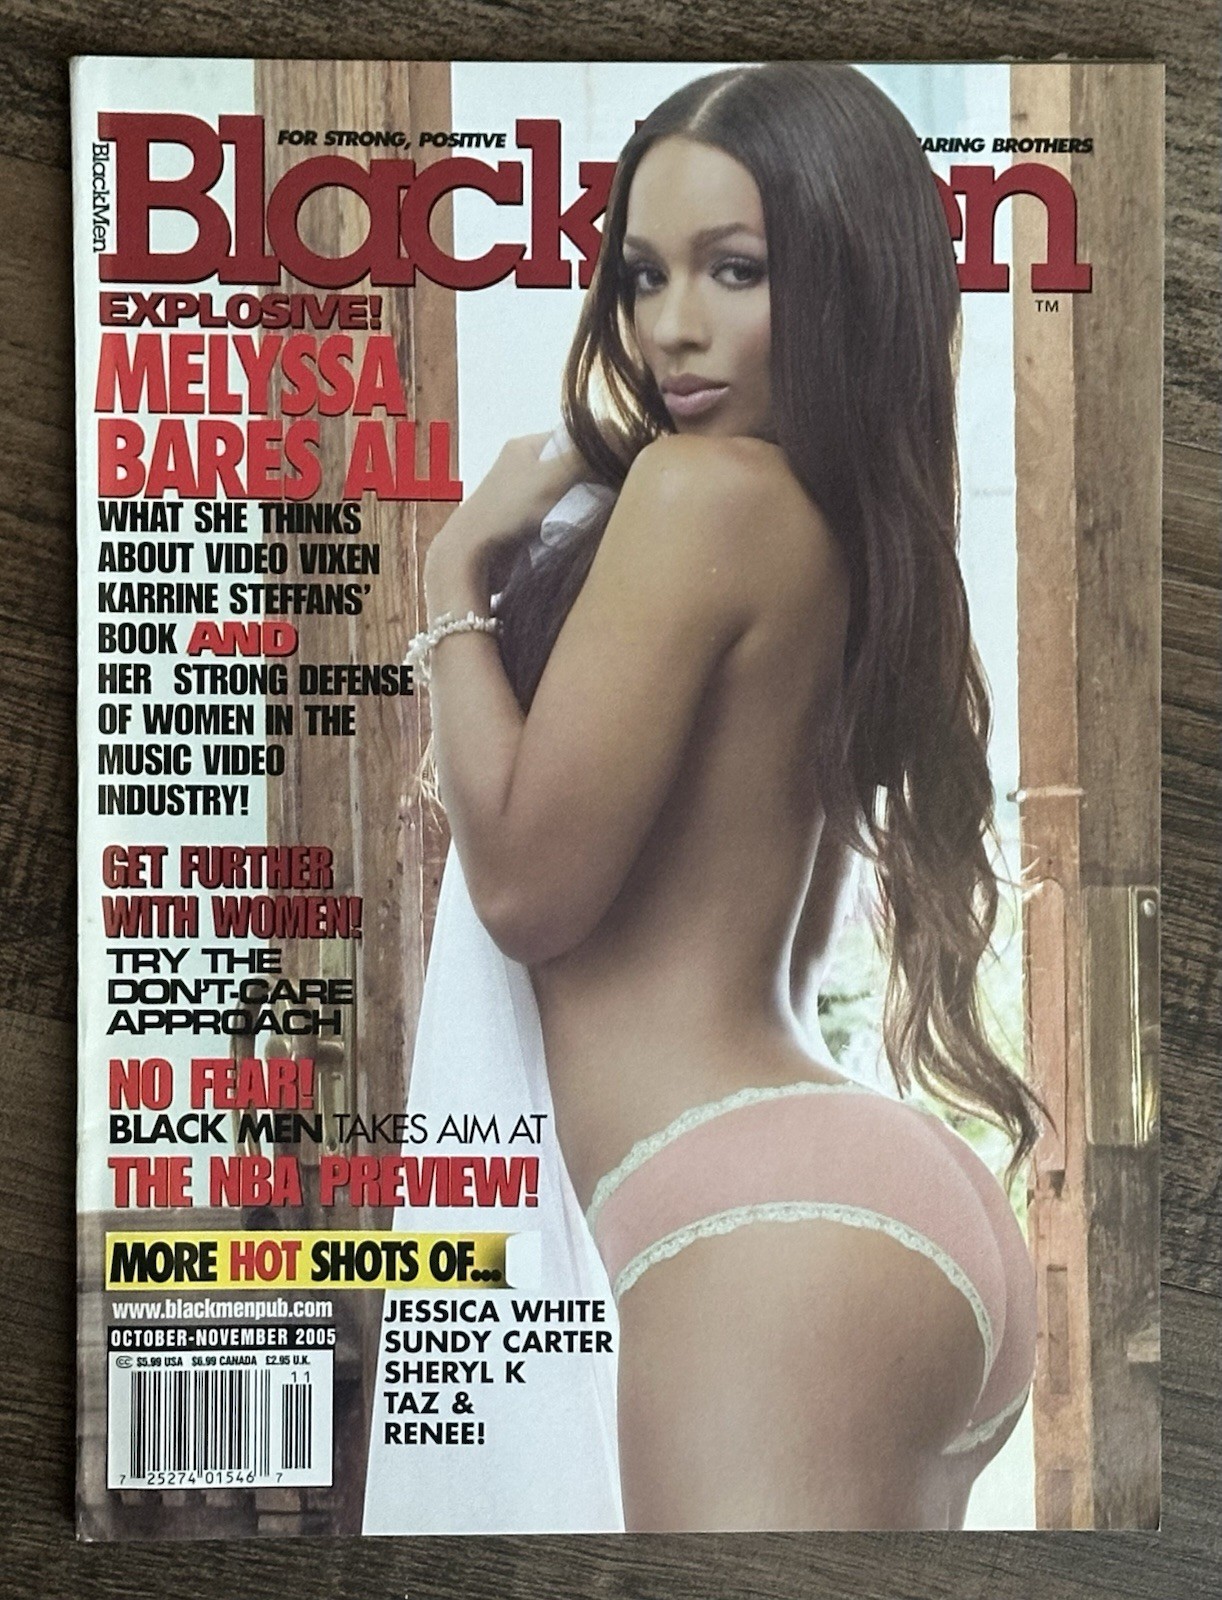 FOR STRONG, POSITIVE
ARING BROTHERS
BlackMen
Black en
TM
EXPLOSIVE!
MELYSSA
BARES ALL
WHAT SHE THINKS
ABOUT VIDEO VIXEN
KARRINE STEFFANS'
BOOK AND
HER STRONG DEFENSE
OF WOMEN IN THE
MUSIC VIDEO
INDUSTRY!
GET FURTHER
WITH WOMEN!
TRY THE
DON'T-CARE
APPROACH
NO FEAR!
BLACK MEN TAKES AIM AT
THE NBA PREVIEW!
MORE HOT SHOTS OF...
www.blackmenpub.com
OCTOBER-NOVEMBER 2005
CC $5.99 USA $6.99 CANADA £2.95 U.K.
11
7 25274 01546 7
JESSICA WHITE
SUNDY CARTER
SHERYL K
TAZ &
RENEE!